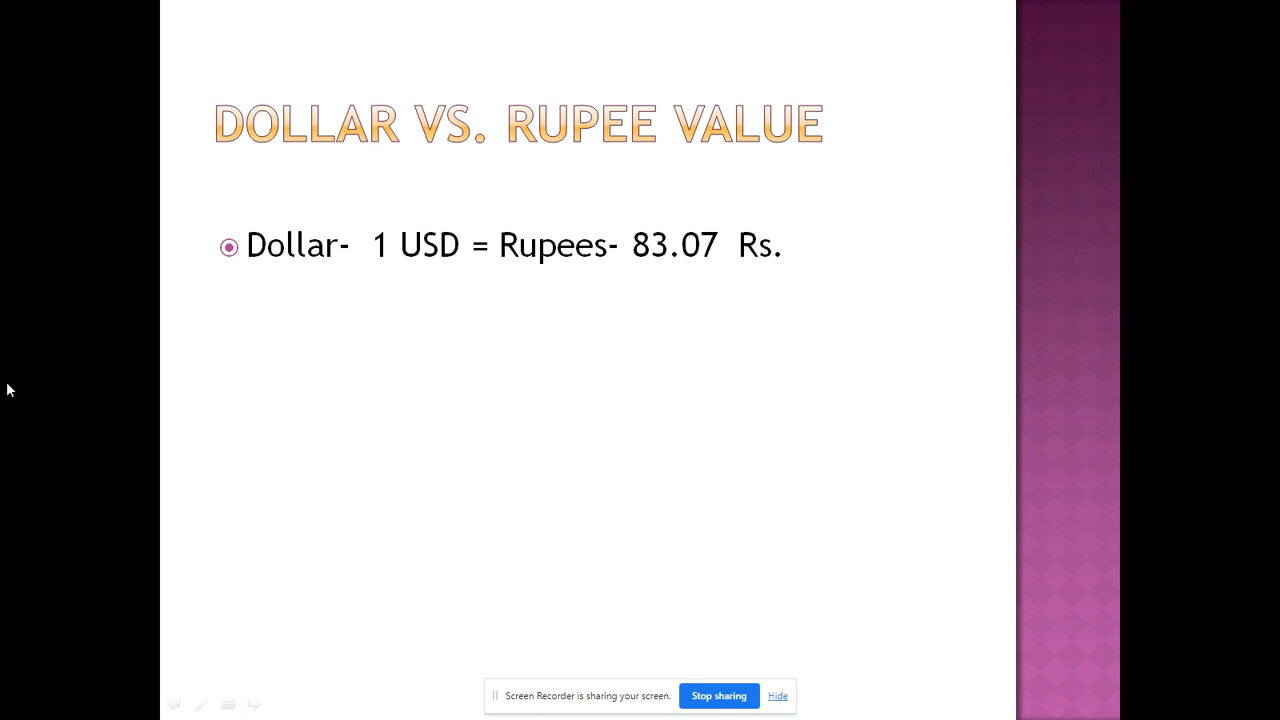 DOLLAR VS. RUPEE VALUE
Dollar- 1 USD = Rupees- 83.07 Rs.
Screen Recorder is sharing your screen. Stop sharing Hide